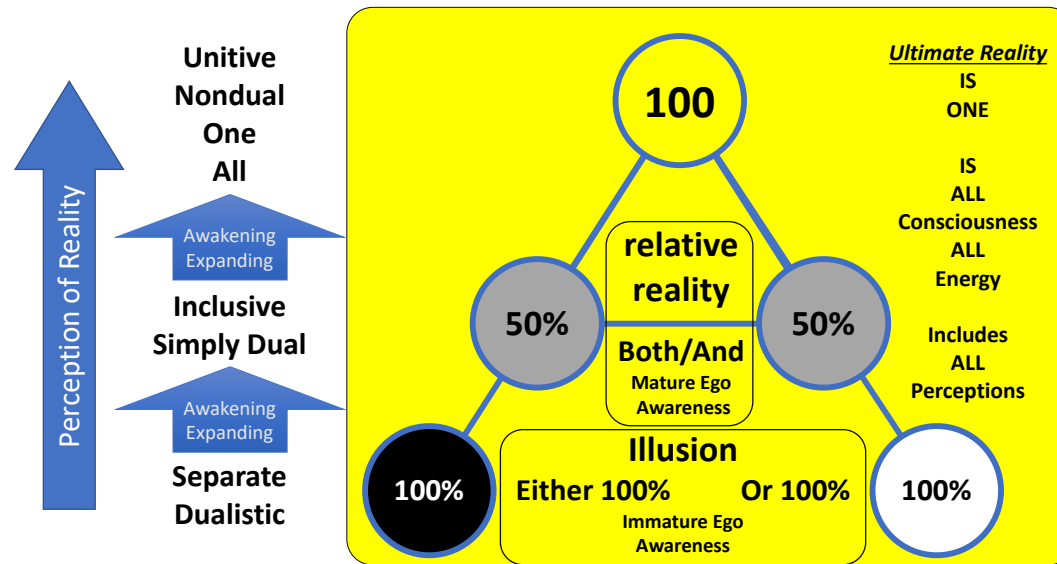 Perception of Reality
Unitive
Nondual
One
All
Awakening
Expanding
Inclusive
Simply Dual
Awakening
Expanding
Separate
Dualistic
100
relative
reality
50%
50%
Both/And
Mature Ego
Awareness
Illusion
100%
Either 100%
Or 100%
100%
Immature Ego
Awareness
Ultimate Reality
IS
ONE
IS
ALL
Consciousness
ALL
Energy
Includes
ALL
Perceptions